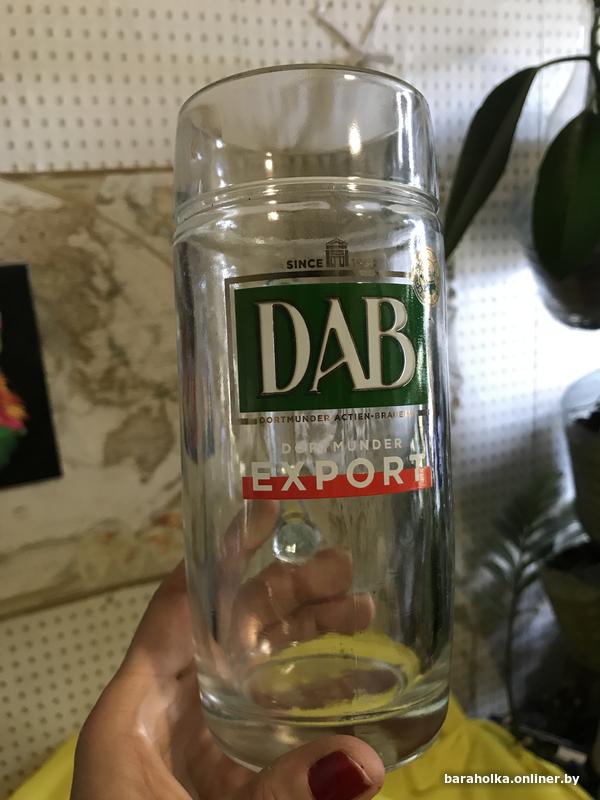 SINCE
DAB
DORTMUNDER ACTIEN-BRAUEREI
DORTMUNDER
EXPORT
baraholka.onliner.by